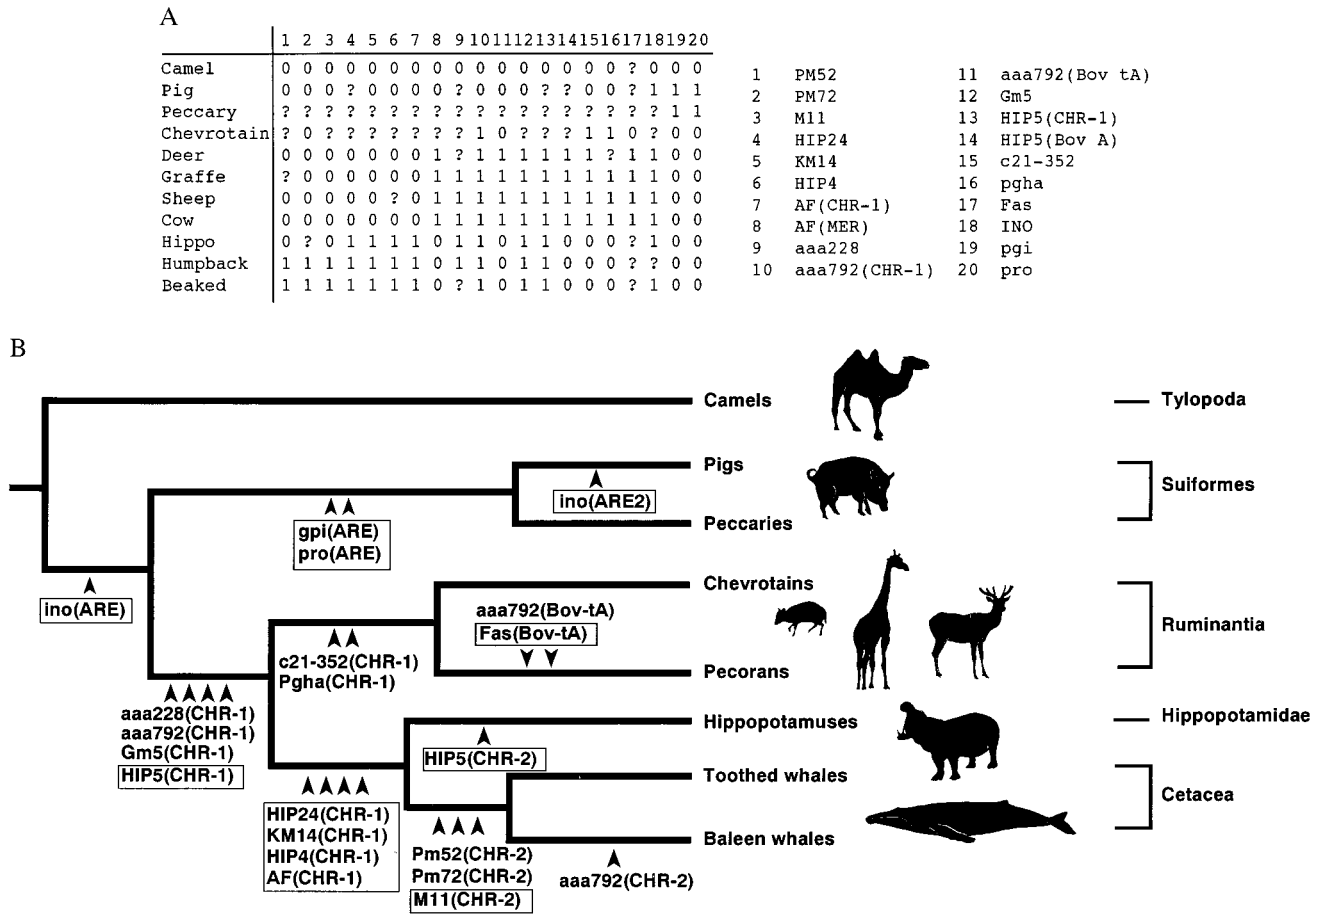 A
1 2 3 4 5 6 7 8 9 10 11 12 13 14 15 16 17 18 19 20
Camel 0 0 0 0 0 0 0 0 0 0 0 0 0 0 0 0 ? 0 0 0
Pig 0 0 0 ? 0 0 0 0 ? 0 0 ? ? 0 0 0 ? 1 1 1
Peccary ? ? ? ? ? ? ? ? ? ? ? ? ? ? ? ? ? ? 1 1
Chevrotain ? 0 ? ? ? ? ? ? ? 1 0 ? ? ? 1 1 0 ? 0 0
Deer 0 0 0 0 0 0 0 1 ? 1 1 1 1 1 1 ? 1 1 0 0
Graffe ? 0 0 0 0 0 0 1 1 1 1 1 1 1 1 1 1 1 0 0
Sheep 0 0 0 0 0 ? 0 1 1 1 1 1 1 1 1 1 1 1 0 0
Cow 0 0 0 0 0 0 0 1 1 1 1 1 1 1 1 1 1 1 0 0
Hippo 0 ? 0 1 1 1 1 0 1 1 0 1 1 0 0 0 ? 1 0 0
Humpback 1 1 1 1 1 1 1 0 1 1 0 1 1 0 0 0 ? ? 0 0
Beaked 1 1 1 1 1 1 1 0 ? 1 0 1 1 0 0 0 ? 1 0 0
1 PM52
2 PM72
3 M11
4 HIP24
5 KM14
6 HIP4
7 AF(CHR-1)
8 AF(MER)
9 aaa228
10 aaa792(CHR-1)
11 aaa792(Bov tA)
12 Gm5
13 HIP5(CHR-1)
14 HIP5(Bov A)
15 c21-352
16 pgha
17 Fas
18 INO
19 pgi
20 pro
B
Camels
Tylopoda
Pigs
ino(ARE2)
Suiformes
Peccaries
gpi(ARE)
pro(ARE)
ino(ARE)
Chevrotains
aaa792(Bov-tA)
Fas(Bov-tA)
Ruminantia
c21-352(CHR-1)
Pgha(CHR-1)
Pecorans
aaa228(CHR-1)
aaa792(CHR-1)
Gm5(CHR-1)
HIP5(CHR-1)
Hippopotamuses
Hippopotamidae
HIP5(CHR-2)
Toothed whales
Cetacea
HIP24(CHR-1)
KM14(CHR-1)
HIP4(CHR-1)
AF(CHR-1)
Baleen whales
Pm52(CHR-2)
Pm72(CHR-2)
M11(CHR-2)
aaa792(CHR-2)